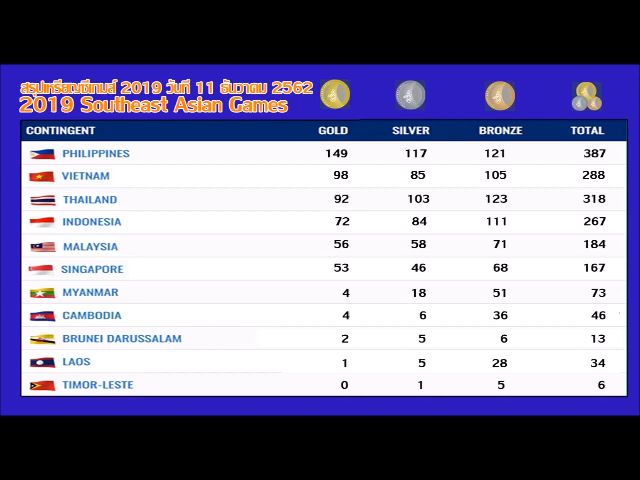 สรุปเหรียญซีเกมส์ 2019 วันที่ 11 ธันวาคม 2562
2019 Southeast Asian Games
CONTINGENT GOLD SILVER BRONZE TOTAL
PHILIPPINES 149 117 121 387
VIETNAM 98 85 105 288
THAILAND 92 103 123 318
INDONESIA 72 84 111 267
MALAYSIA 56 58 71 184
SINGAPORE 53 46 68 167
MYANMAR 4 18 51 73
CAMBODIA 4 6 36 46
BRUNEI DARUSSALAM 2 5 6 13
LAOS 1 5 28 34
TIMOR-LESTE 0 1 5 6